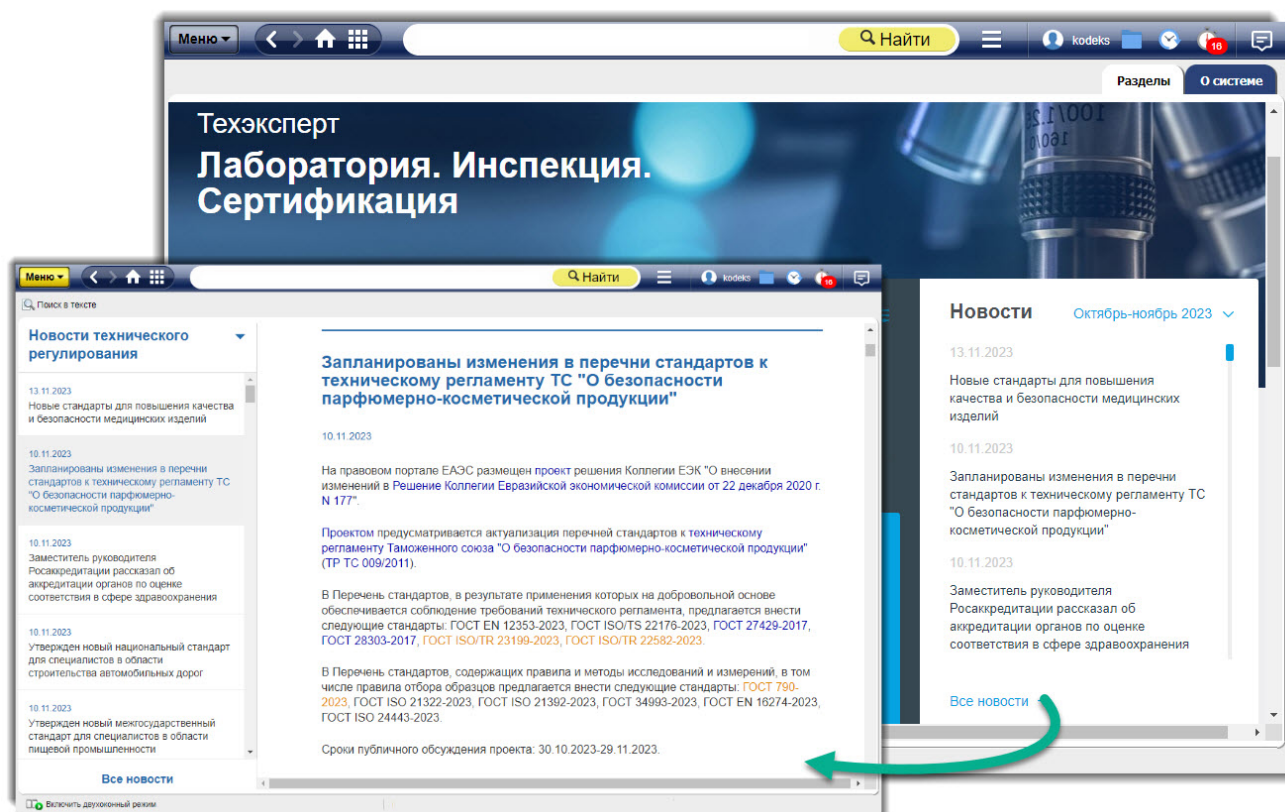 Меню
Найти
kodeks
16
Разделы
О системе
Техэксперт
Лаборатория. Инспекция.
Сертификация
Новости
Октябрь-ноябрь 2023
13.11.2023
Новые стандарты для повышения
качества и безопасности медицинских
изделий
10.11.2023
Запланированы изменения в перечни
стандартов к техническому регламенту ТС
"О безопасности парфюмерно-
косметической продукции"
10.11.2023
Заместитель руководителя
Росаккредитации рассказал об
аккредитации органов по оценке
соответствия в сфере здравоохранения
Все новости
Меню
Найти
kodeks
16
Поиск в тексте
Новости технического
регулирования
13.11.2023
Новые стандарты для повышения качества
и безопасности медицинских изделий
10.11.2023
Запланированы изменения в перечни
стандартов к техническому регламенту ТС
"О безопасности парфюмерно-
косметической продукции"
10.11.2023
Заместитель руководителя
Росаккредитации рассказал об
аккредитации органов по оценке
соответствия в сфере здравоохранения
10.11.2023
Утвержден новый национальный стандарт
для специалистов в области
строительства автомобильных дорог
10.11.2023
Утвержден новый межгосударственный
стандарт для специалистов в области
пищевой промышленности
Все новости
Запланированы изменения в перечни стандартов к
техническому регламенту ТС "О безопасности
парфюмерно-косметической продукции"
10.11.2023
На правовом портале ЕАЭС размещен проект решения Коллегии ЕЭК "О внесении
изменений в Решение Коллегии Евразийской экономической комиссии от 22 декабря 2020 г.
N 177".
Проектом предусматривается актуализация перечней стандартов к техническому
регламенту Таможенного союза "О безопасности парфюмерно-косметической продукции"
(ТР ТС 009/2011).
В Перечень стандартов, в результате применения которых на добровольной основе
обеспечивается соблюдение требований технического регламента, предлагается внести
следующие стандарты: ГОСТ EN 12353-2023, ГОСТ ISO/TS 22176-2023, ГОСТ 27429-2017,
ГОСТ 28303-2017, ГОСТ ISO/TR 23199-2023, ГОСТ ISO/TR 22582-2023.
В Перечень стандартов, содержащих правила и методы исследований и измерений, в том
числе правила отбора образцов предлагается внести следующие стандарты: ГОСТ 790-
2023, ГОСТ ISO 21322-2023, ГОСТ ISO 21392-2023, ГОСТ 34993-2023, ГОСТ EN 16274-2023,
ГОСТ ISO 24443-2023.
Сроки публичного обсуждения проекта: 30.10.2023-29.11.2023.
Включить двухоконный режим